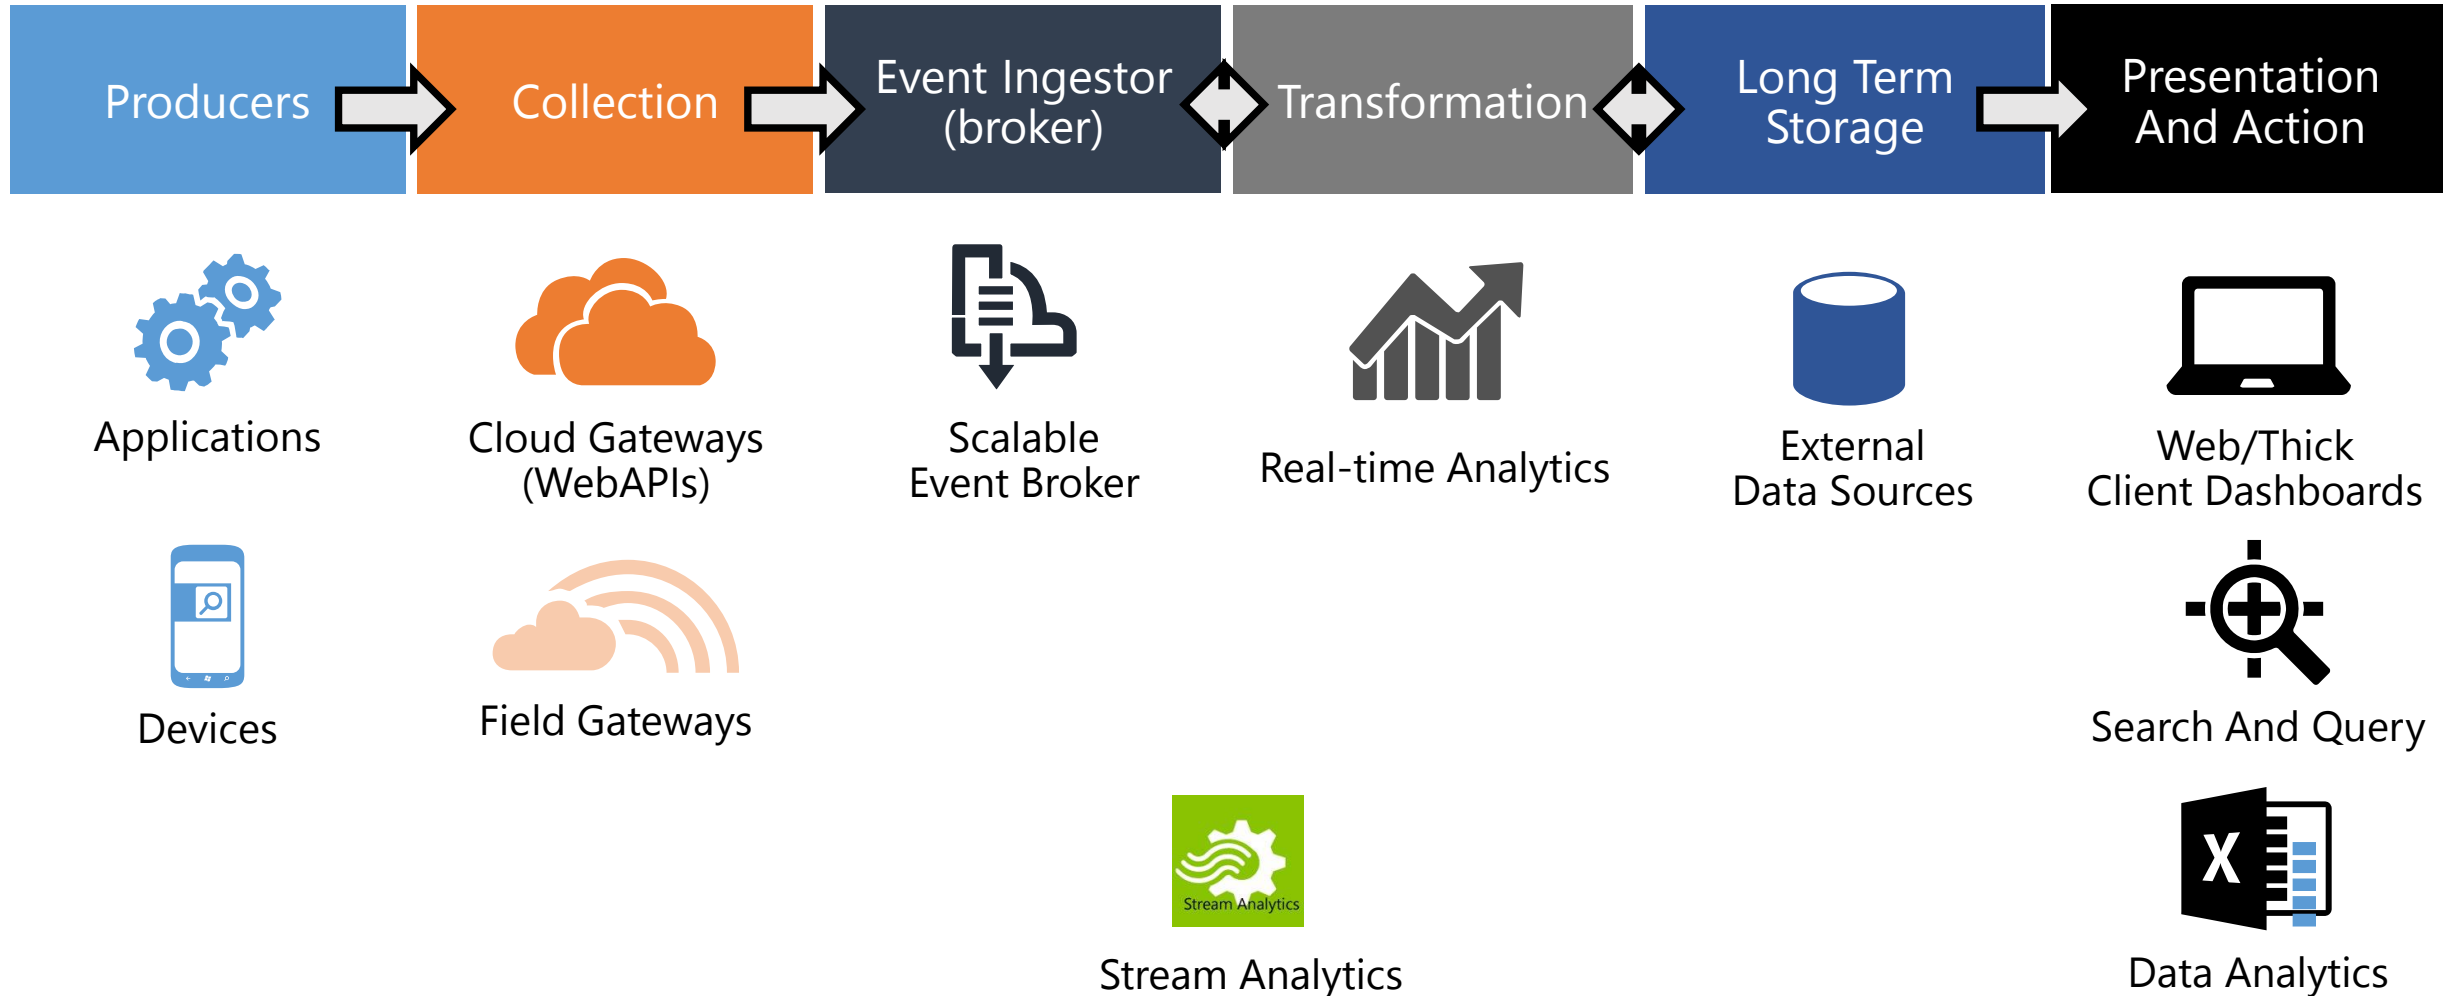 Producers
Collection
Event Ingestor
(broker)
Transformation
Long Term
Storage
Presentation
And Action
Applications
Cloud Gateways
(WebAPIs)
Scalable
Event Broker
Real-time Analytics
External
Data Sources
Web/Thick
Client Dashboards
Devices
Field Gateways
Search And Query
X
Stream Analytics
Stream Analytics
Data Analytics